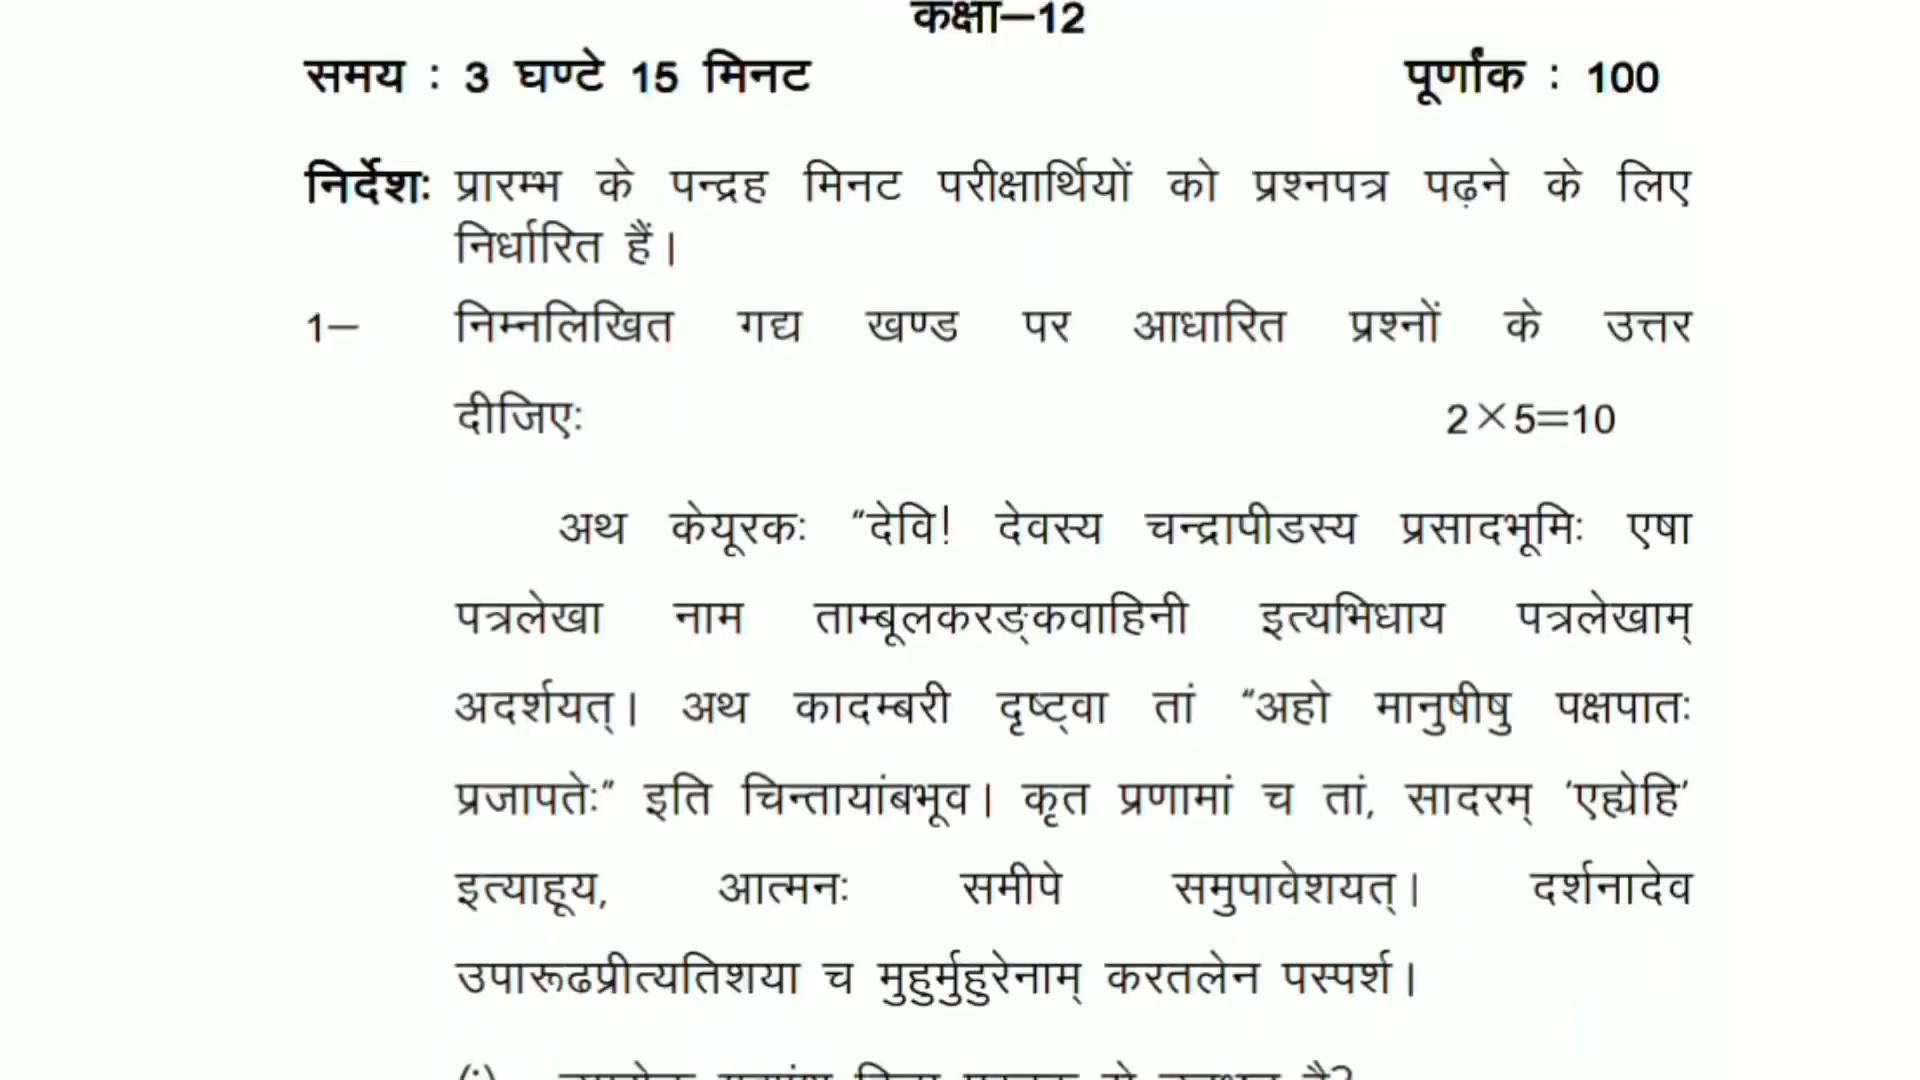 कक्षा–12
समय : 3 घण्टे 15 मिनट पूर्णांक : 100
निर्देशः प्रारम्भ के पन्द्रह मिनट परीक्षार्थियों को प्रश्नपत्र पढ़ने के लिए
निर्धारित हैं।
1– निम्नलिखित गद्य खण्ड पर आधारित प्रश्नों के उत्तर
दीजिएः 2×5=10
अथ केयूरकः “देवि! देवस्य चन्द्रापीडस्य प्रसादभूमिः एषा
पत्रलेखा नाम ताम्बूलकरङ्कवाहिनी इत्यभिधाय पत्रलेखाम्
अदर्शयत्। अथ कादम्बरी दृष्ट्वा तां “अहो मानुषीषु पक्षपातः
प्रजापतेः” इति चिन्तायांबभूव। कृत प्रणामां च तां, सादरम् ‘एह्येहि’
इत्याहूय, आत्मनः समीपे समुपावेशयत्। दर्शनादेव
उपारूढप्रीत्यतिशया च मुहुर्मुहुरेनाम् करतलेन पस्पर्श।